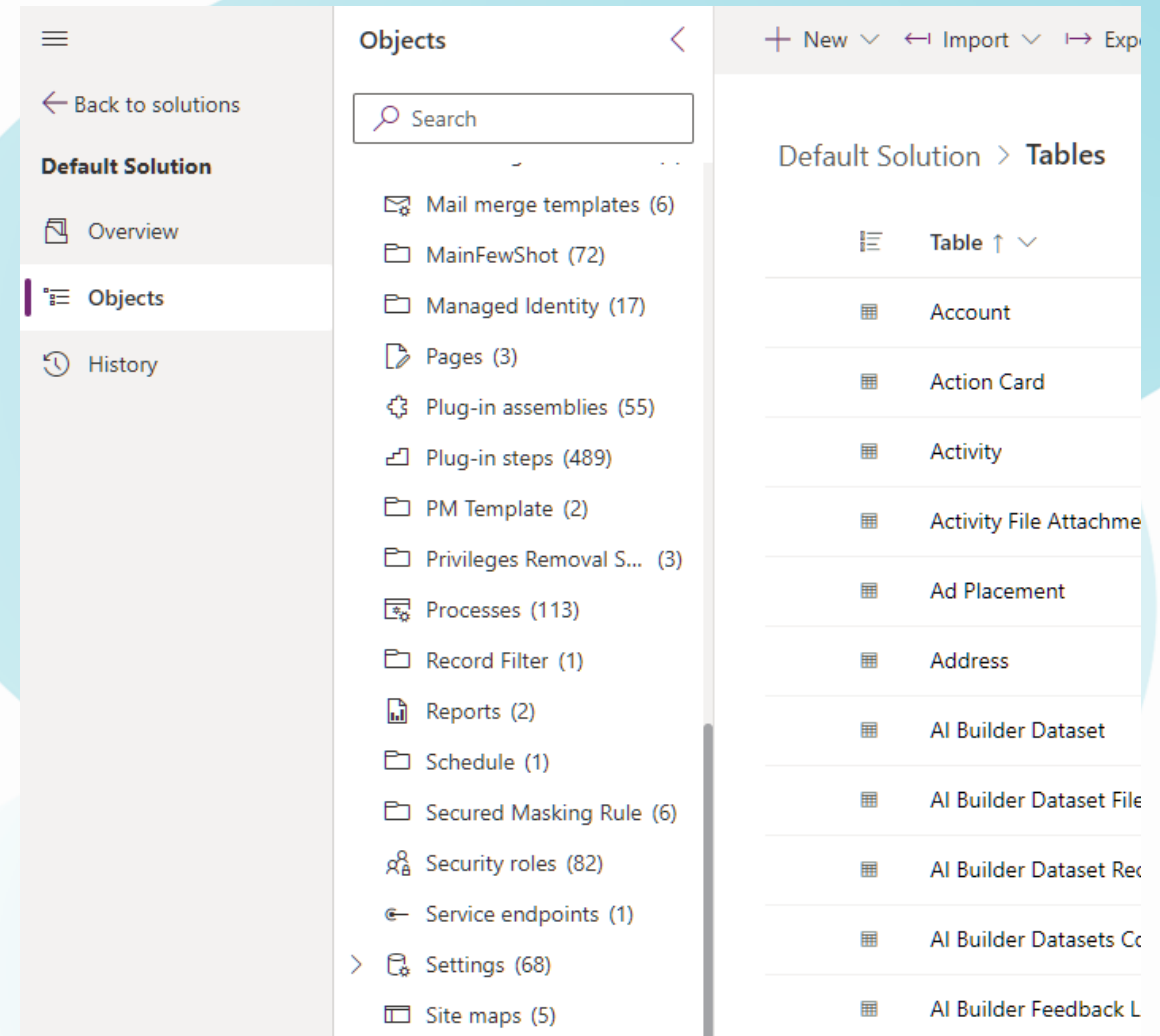 Back to solutions
Default Solution
Overview
Objects
History
Objects
Search
Mail merge templates (6)
MainFewShot (72)
Managed Identity (17)
Pages (3)
Plug-in assemblies (55)
Plug-in steps (489)
PM Template (2)
Privileges Removal S... (3)
Processes (113)
Record Filter (1)
Reports (2)
Schedule (1)
Secured Masking Rule (6)
Security roles (82)
Service endpoints (1)
Settings (68)
Site maps (5)
New Import Expo
Default Solution > Tables
Table ↑
Account
Action Card
Activity
Activity File Attachme
Ad Placement
Address
AI Builder Dataset
AI Builder Dataset File
AI Builder Dataset Rec
AI Builder Datasets Co
AI Builder Feedback L